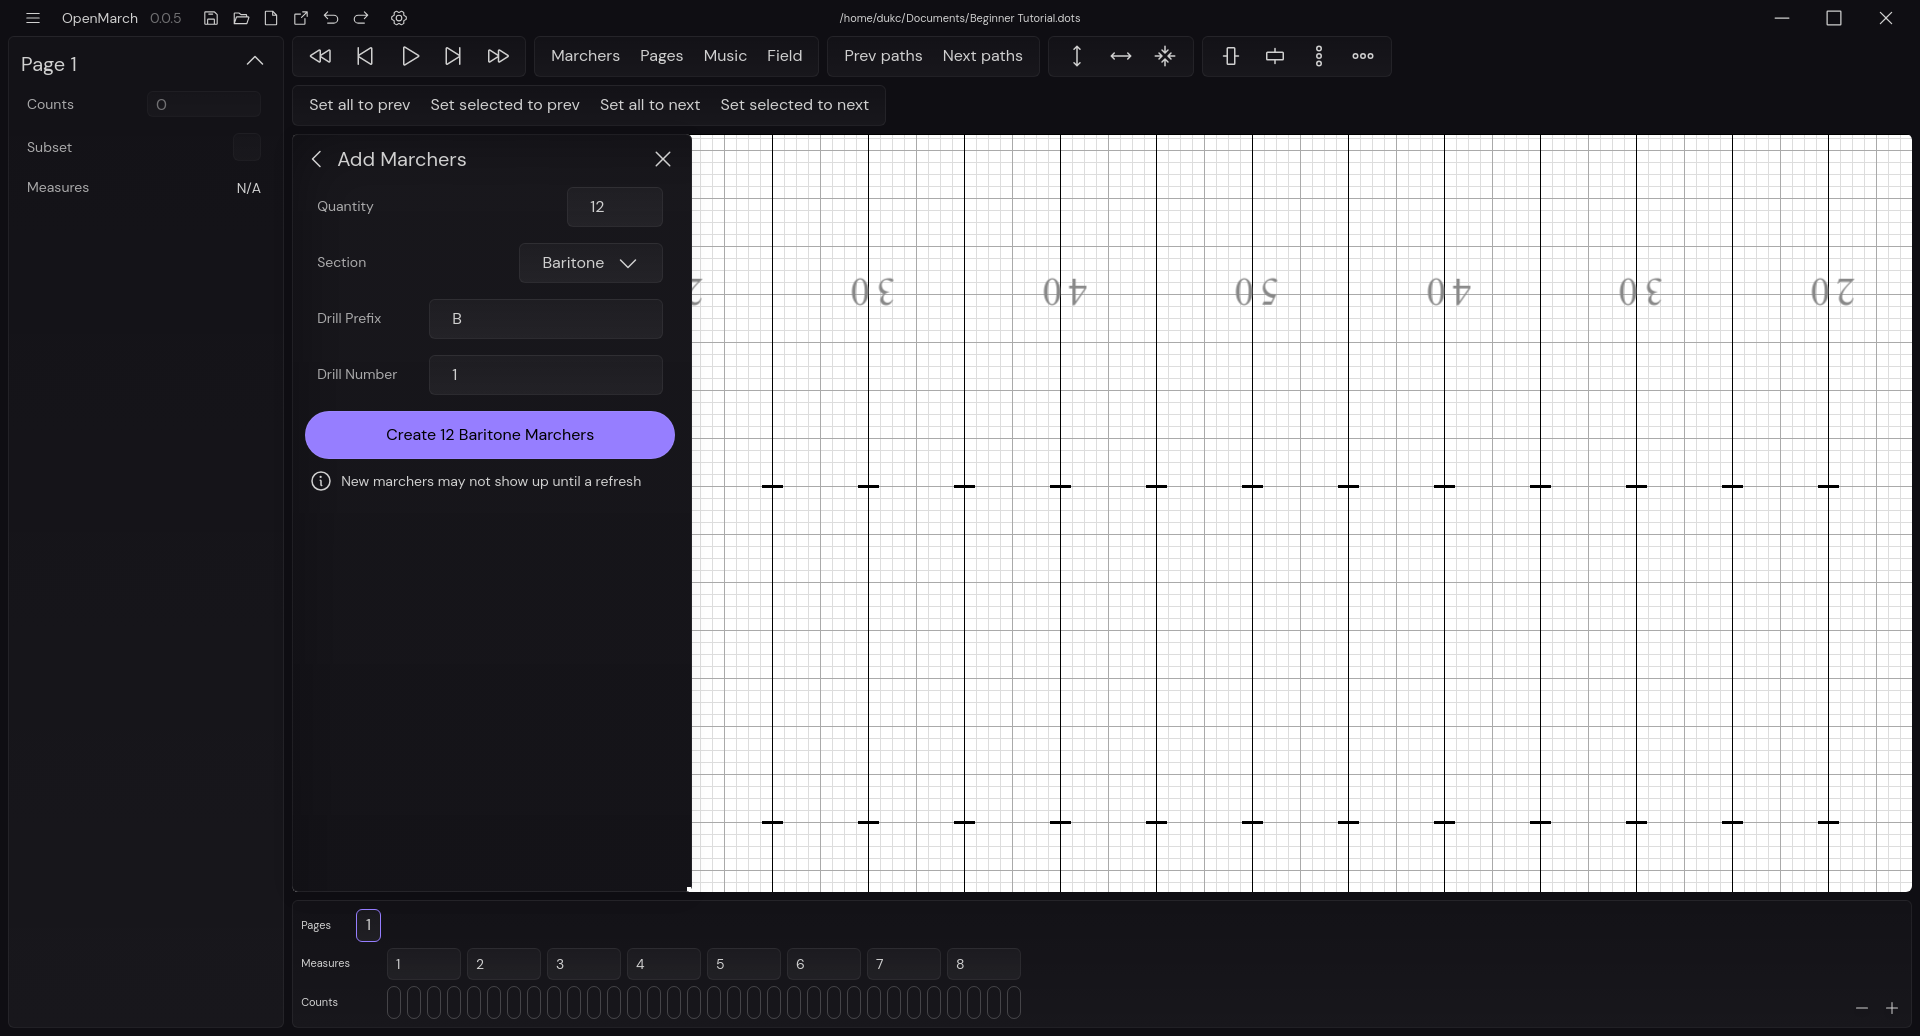 OpenMarch 0.0.5
/home/dukc/Documents/Beginner Tutorial.dots
Page 1
Counts 0
Subset
Measures N/A
Marchers Pages Music Field
Prev paths Next paths
Set all to prev Set selected to prev Set all to next Set selected to next
Add Marchers
Quantity 12
Section Baritone
Drill Prefix B
Drill Number 1
Create 12 Baritone Marchers
New marchers may not show up until a refresh
2 30 40 50 40 30 20
Pages 1
Measures 1 2 3 4 5 6 7 8
Counts